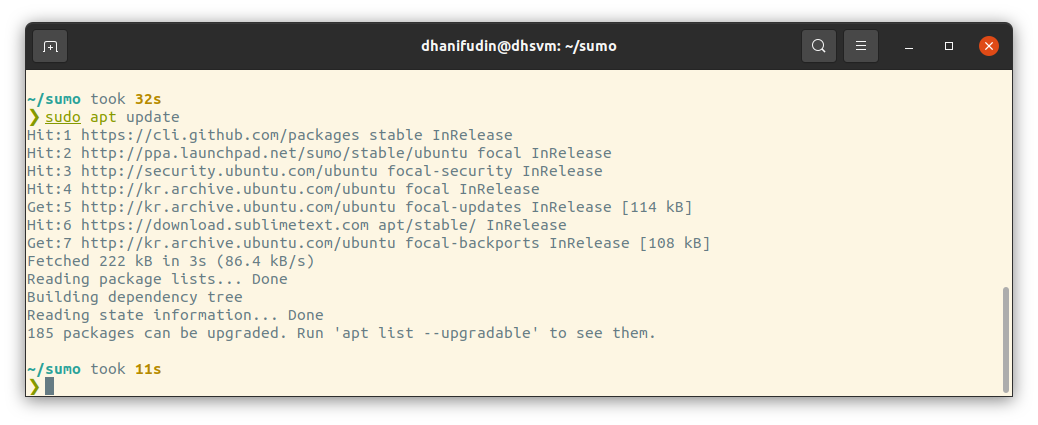 dhanifudin@dhsvm: ~/sumo
~/sumo took 32s
❯ sudo apt update
Hit:1 https://cli.github.com/packages stable InRelease
Hit:2 http://ppa.launchpad.net/sumo/stable/ubuntu focal InRelease
Hit:3 http://security.ubuntu.com/ubuntu focal-security InRelease
Hit:4 http://kr.archive.ubuntu.com/ubuntu focal InRelease
Get:5 http://kr.archive.ubuntu.com/ubuntu focal-updates InRelease [114 kB]
Hit:6 https://download.sublimetext.com apt/stable/ InRelease
Get:7 http://kr.archive.ubuntu.com/ubuntu focal-backports InRelease [108 kB]
Fetched 222 kB in 3s (86.4 kB/s)
Reading package lists... Done
Building dependency tree
Reading state information... Done
185 packages can be upgraded. Run 'apt list --upgradable' to see them.
~/sumo took 11s
❯